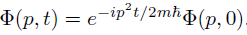 Φ(p, t) = e^{-ip²t/2mℏ}Φ(p, 0).